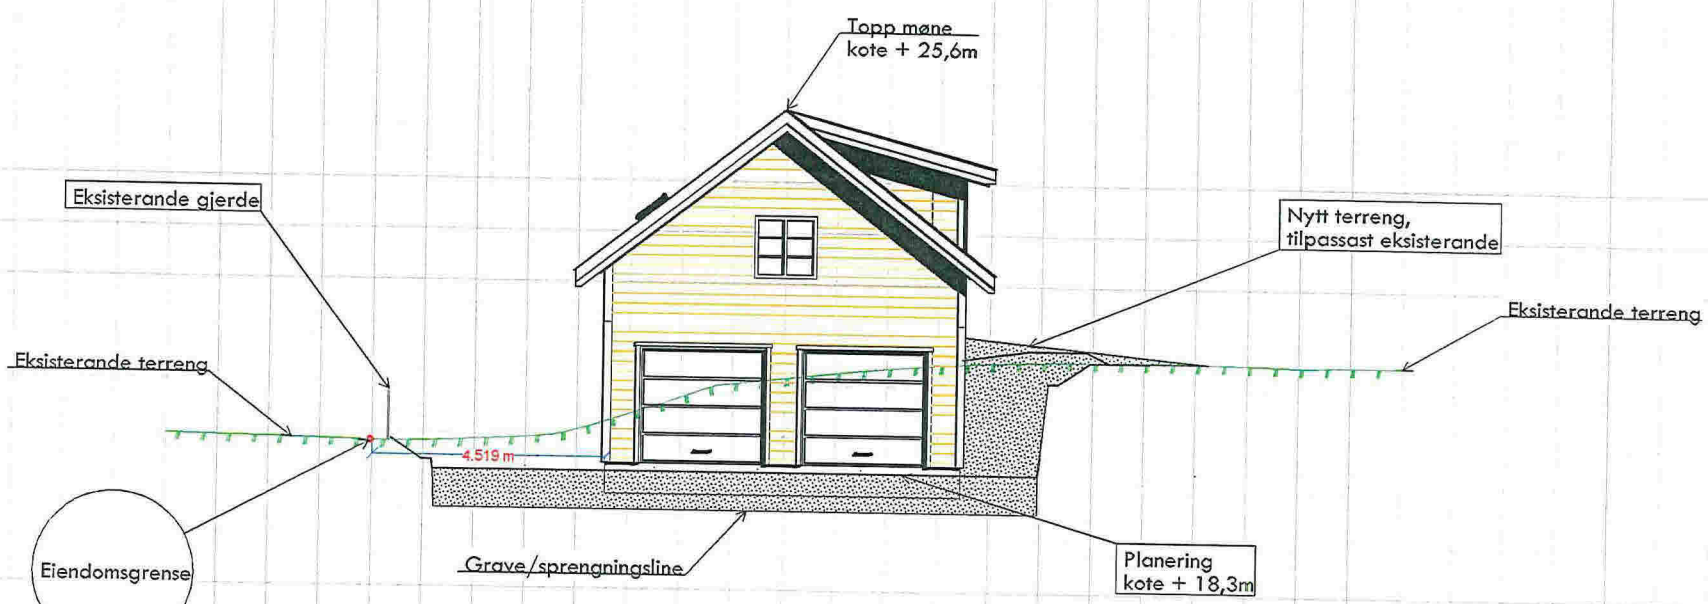 Topp møne
kote + 25,6m
Eksisterande gjerde
Nytt terreng,
tilpassast eksisterande
Eksisterande terreng
Eksisterande terreng
4.519 m
Eiendomsgrense
Grave/sprengningsline
Planering
kote + 18,3m